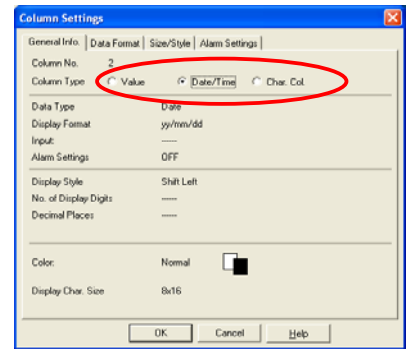 Column Settings
General Info. Data Format Size/Style Alarm Settings
Column No. 2
Column Type Value Date/Time Char. Col.
Data Type Date
Display Format yy/mm/dd
Input: -----
Alarm Settings OFF
Display Style Shift Left
No. of Display Digits -----
Decimal Places -----
Color: Normal
Display Char. Size 8x16
OK Cancel Help